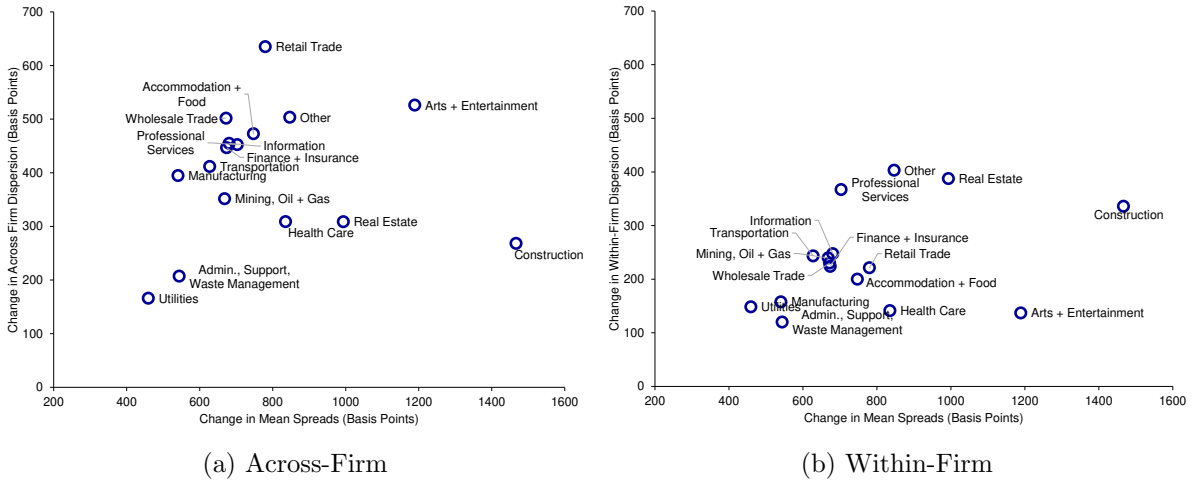 Change in Across Firm Dispersion (Basis Points)
700
600
500
400
300
200
100
0
Retail Trade
Accommodation +
Food
Arts + Entertainment
Wholesale Trade
Other
Professional
Services
Information
Finance + Insurance
Transportation
Manufacturing
Mining, Oil + Gas
Real Estate
Health Care
Construction
Admin., Support,
Waste Management
Utilities
200 400 600 800 1000 1200 1400 1600
Change in Mean Spreads (Basis Points)
(a) Across-Firm
Change in Within-Firm Dispersion (Basis Points)
700
600
500
400
300
200
100
0
Other
Professional
Services
Real Estate
Construction
Information
Transportation
Finance + Insurance
Mining, Oil + Gas
Retail Trade
Wholesale Trade
Accommodation + Food
Manufacturing
Utilities
Admin., Support,
Waste Management
Health Care
Arts + Entertainment
200 400 600 800 1000 1200 1400 1600
Change in Mean Spreads (Basis Points)
(b) Within-Firm